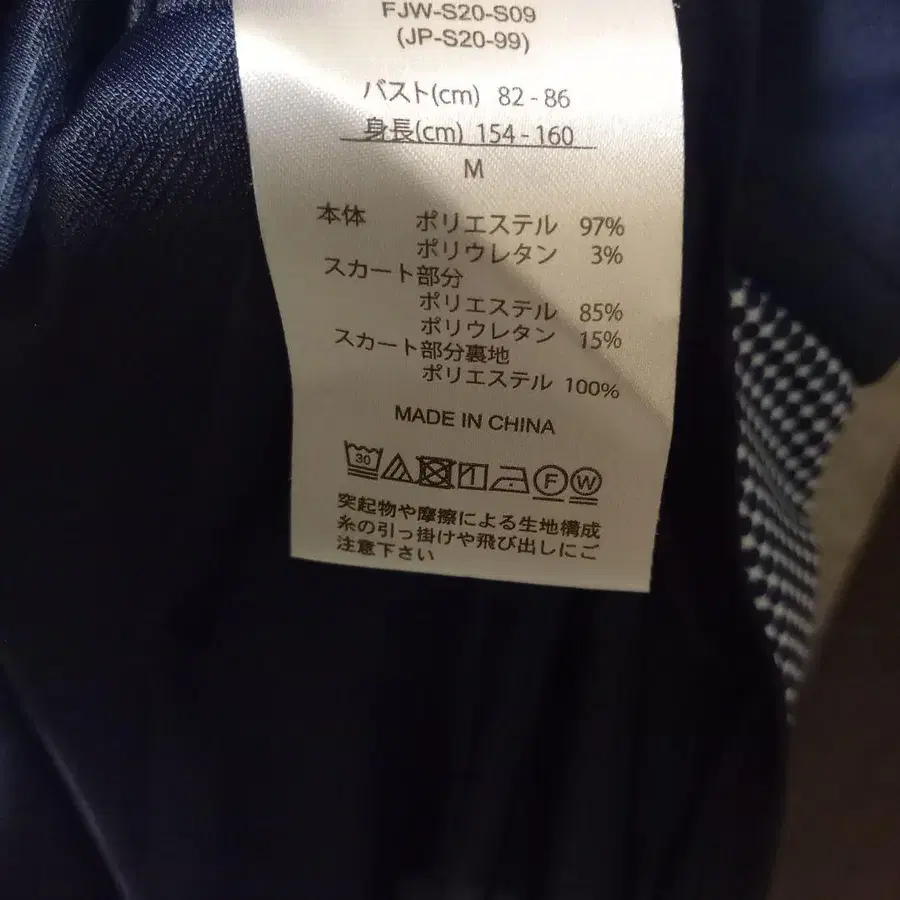 FJW-S20-S09
(JP-S20-99)
バスト(cm) 82 - 86
身長(cm) 154 - 160
M
本体 ポリエステル 97%
ポリウレタン 3%
スカート部分
ポリエステル 85%
ポリウレタン 15%
スカート部分裏地
ポリエステル 100%
MADE IN CHINA
30 F W
突起物や摩擦による生地構成
糸の引っ掛けや飛び出しにご
注意下さい